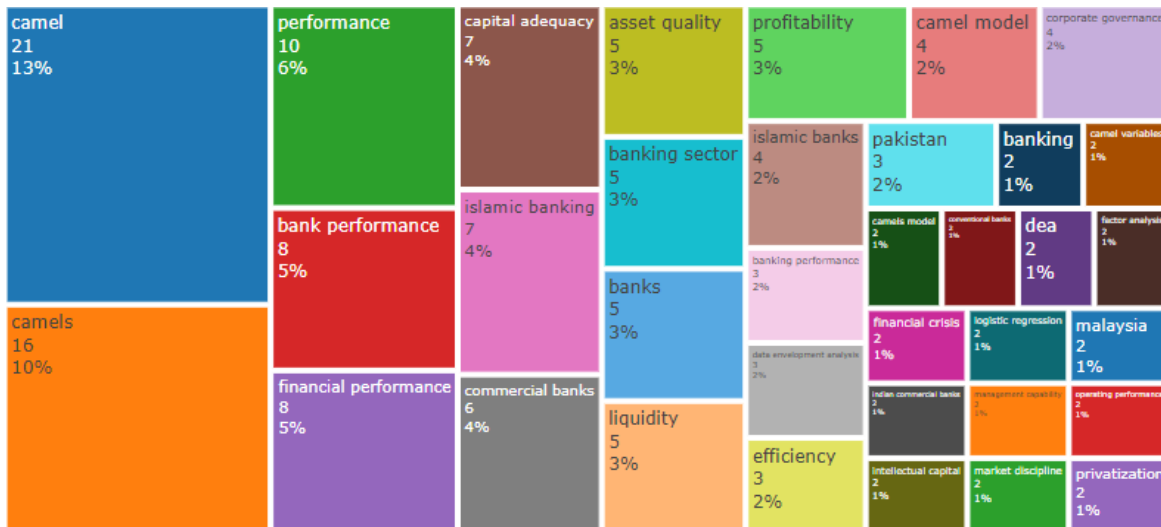 camel
21
13%
camels
16
10%
performance
10
6%
bank performance
8
5%
financial performance
8
5%
capital adequacy
7
4%
islamic banking
7
4%
commercial banks
6
4%
asset quality
5
3%
banking sector
5
3%
banks
5
3%
liquidity
5
3%
profitability
5
3%
camel model
4
2%
corporate governance
4
2%
islamic banks
4
2%
banking performance
3
2%
data envelopment analysis
3
2%
efficiency
3
2%
pakistan
3
2%
banking
2
1%
camel variables
2
1%
camels model
2
1%
conventional banks
2
1%
dea
2
1%
factor analysis
2
1%
financial crisis
2
1%
logistic regression
2
1%
malaysia
2
1%
indian commercial banks
2
1%
management capability
2
1%
operating performance
2
1%
intellectual capital
2
1%
market discipline
2
1%
privatization
2
1%